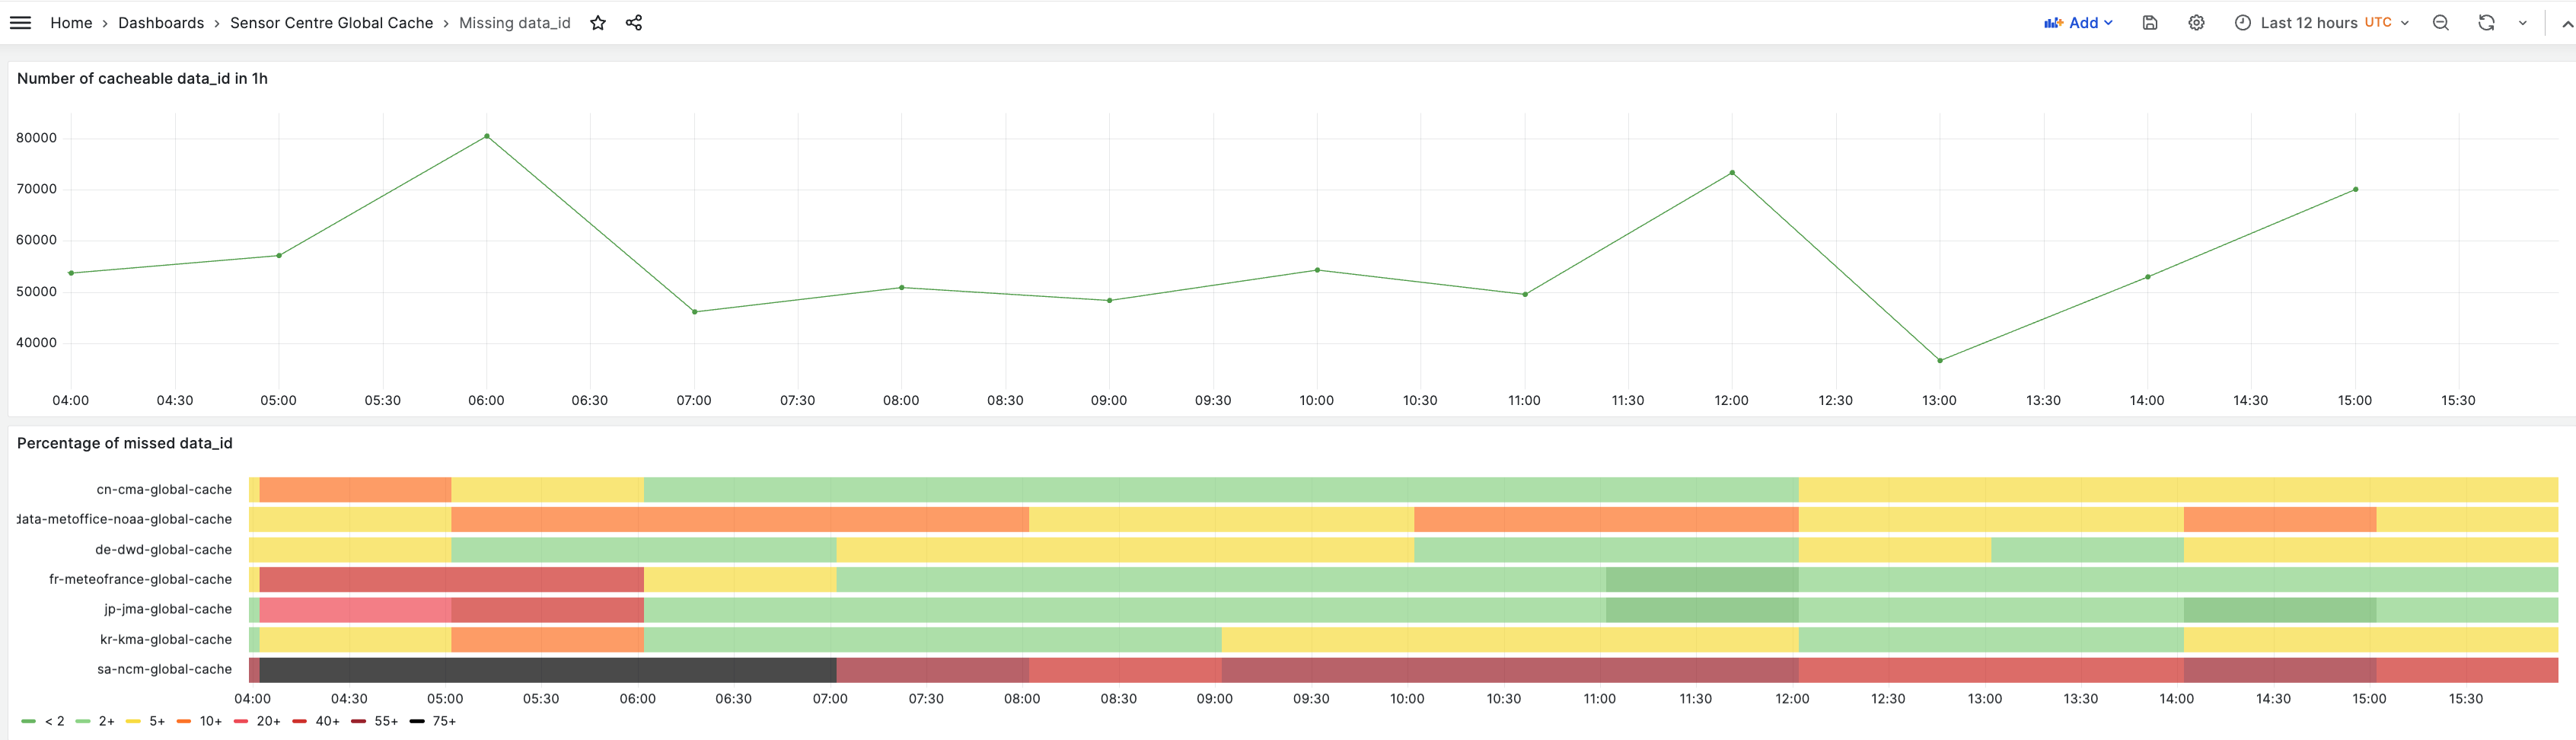 Home › Dashboards › Sensor Centre Global Cache › Missing data_id
Add
Last 12 hours UTC
Number of cacheable data_id in 1h
80000
70000
60000
50000
40000
04:00 04:30 05:00 05:30 06:00 06:30 07:00 07:30 08:00 08:30 09:00 09:30 10:00 10:30 11:00 11:30 12:00 12:30 13:00 13:30 14:00 14:30 15:00 15:30
Percentage of missed data_id
cn-cma-global-cache
data-metoffice-noaa-global-cache
de-dwd-global-cache
fr-meteofrance-global-cache
jp-jma-global-cache
kr-kma-global-cache
sa-ncm-global-cache
04:00 04:30 05:00 05:30 06:00 06:30 07:00 07:30 08:00 08:30 09:00 09:30 10:00 10:30 11:00 11:30 12:00 12:30 13:00 13:30 14:00 14:30 15:00 15:30
< 2 2+ 5+ 10+ 20+ 40+ 55+ 75+